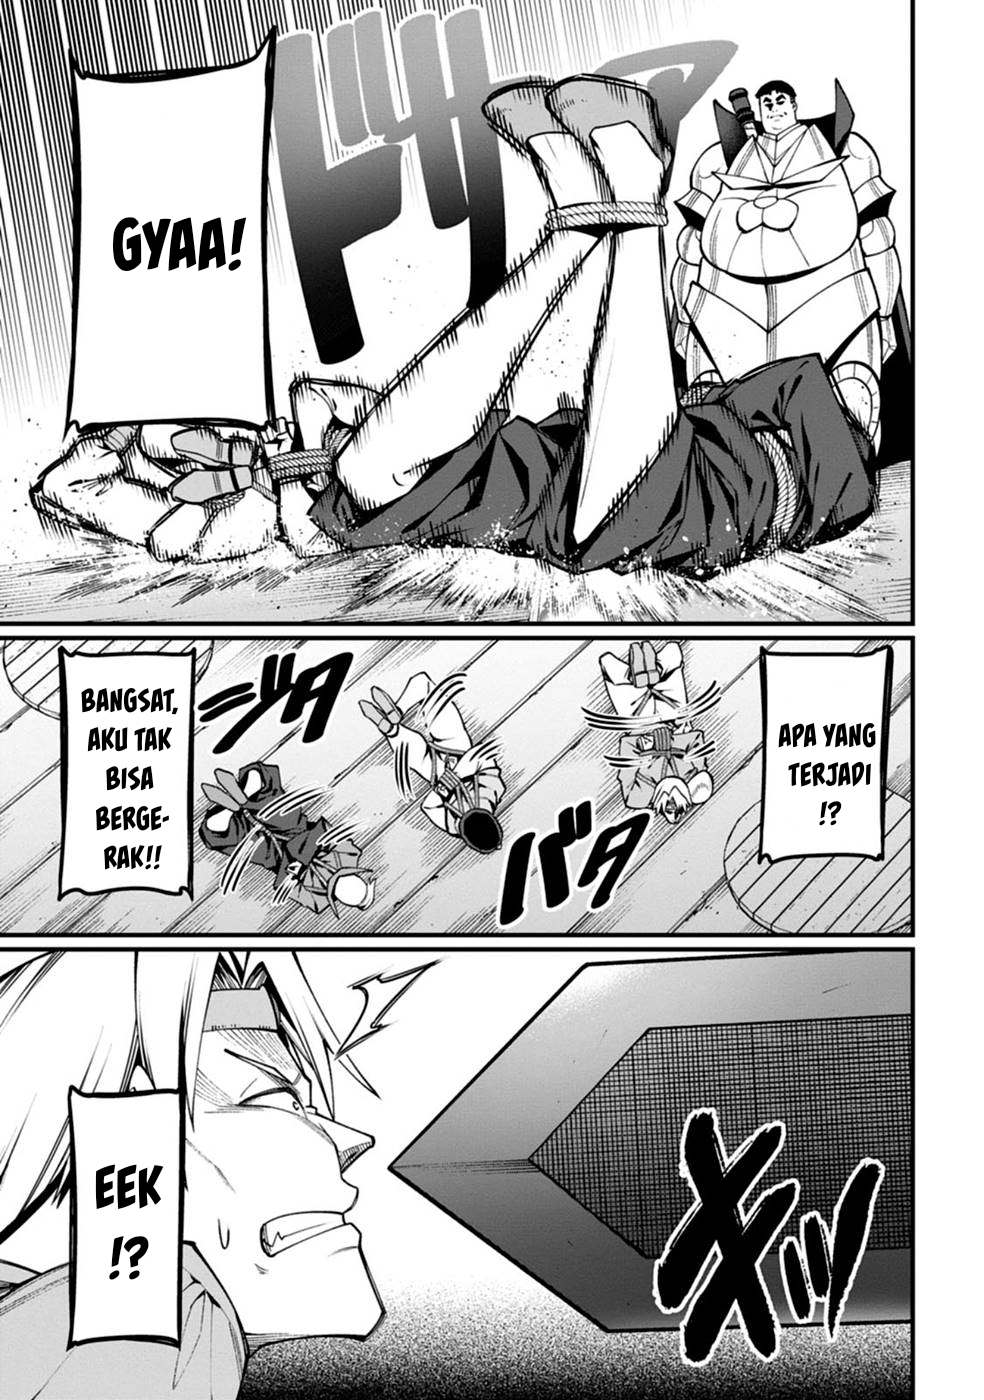 ドサッ
GYAA!
APA YANG
TERJADI
!?
ジタ
バタ
BANGSAT,
AKU TAK
BISA
BERGE-
RAK!!
ギッ
EEK
!?